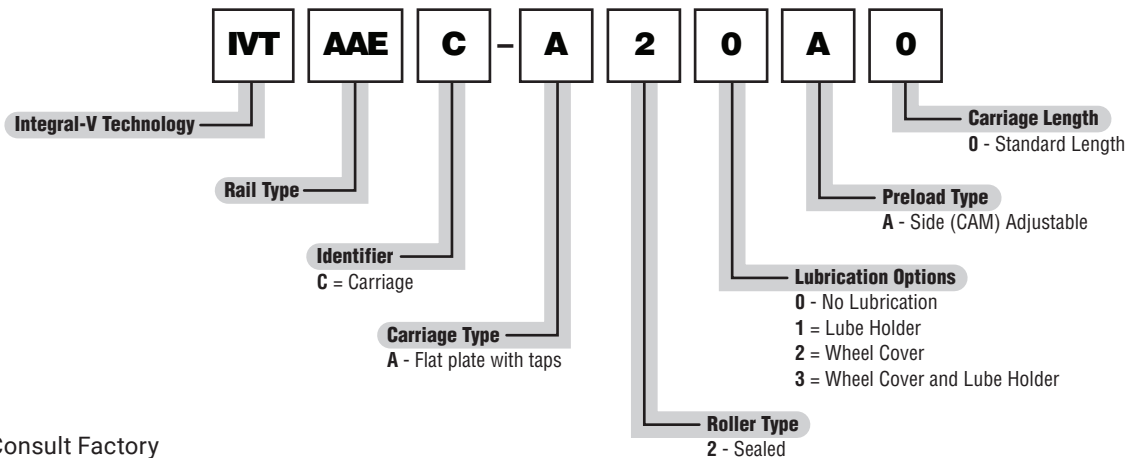 IVT AAE C – A 2 0 A 0
Integral-V Technology
Rail Type
Identifier
C = Carriage
Carriage Type
A - Flat plate with taps
Carriage Length
0 - Standard Length
Preload Type
A - Side (CAM) Adjustable
Lubrication Options
0 - No Lubrication
1 = Lube Holder
2 = Wheel Cover
3 = Wheel Cover and Lube Holder
Roller Type
2 - Sealed
Factory